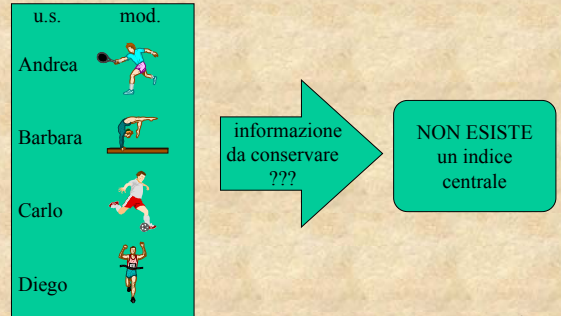 u.s. mod.
Andrea
Barbara
Carlo
Diego
informazione
da conservare
???
NON ESISTE
un indice
centrale